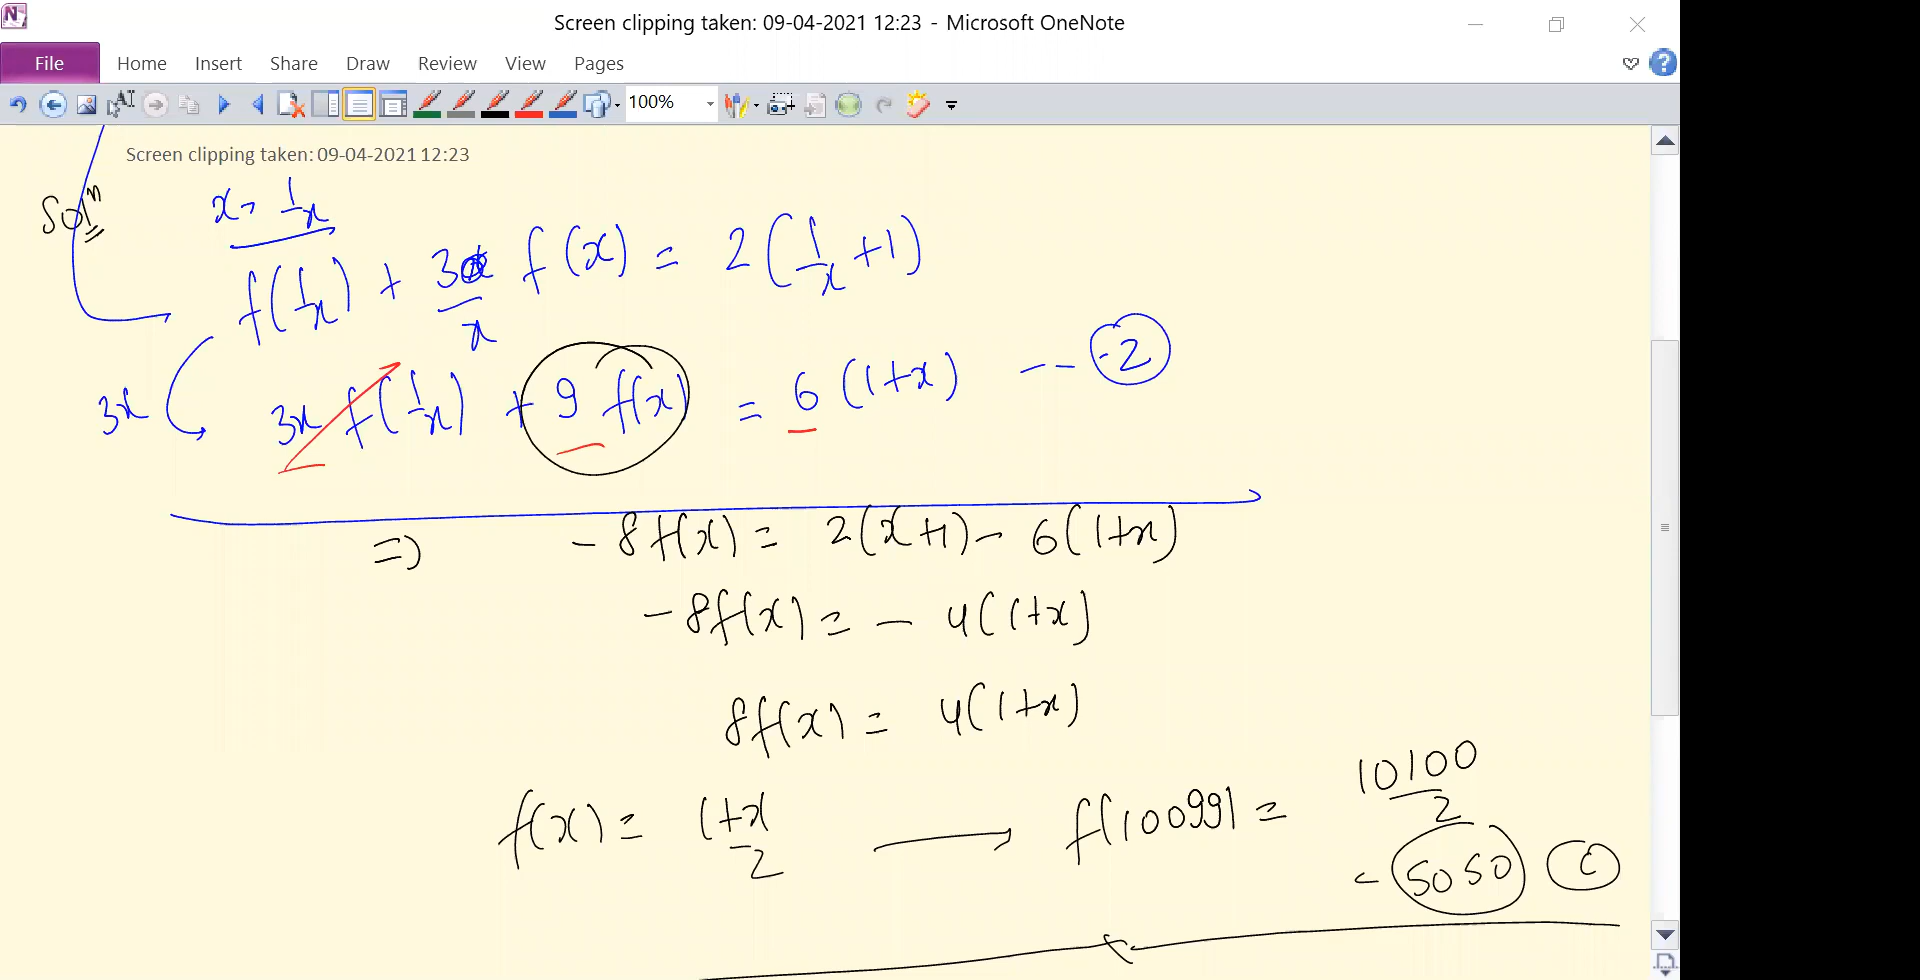 Screen clipping taken: 09-04-2021 12:23 - Microsoft OneNote
File Home Insert Share Draw Review View Pages
100%
Screen clipping taken: 09-04-2021 12:23
Solⁿ
x → 1/x
f(1/x) + 3/x f(x) = 2(1/x + 1)
3x
3x f(1/x) + 9 f(x) = 6(1+x) --- 2
=> -8f(x) = 2(x+1) - 6(1+x)
-8f(x) = - 4(1+x)
8f(x) = 4(1+x)
f(x) = 1+x/2 → f(10099) = 10100/2
= 5050 C